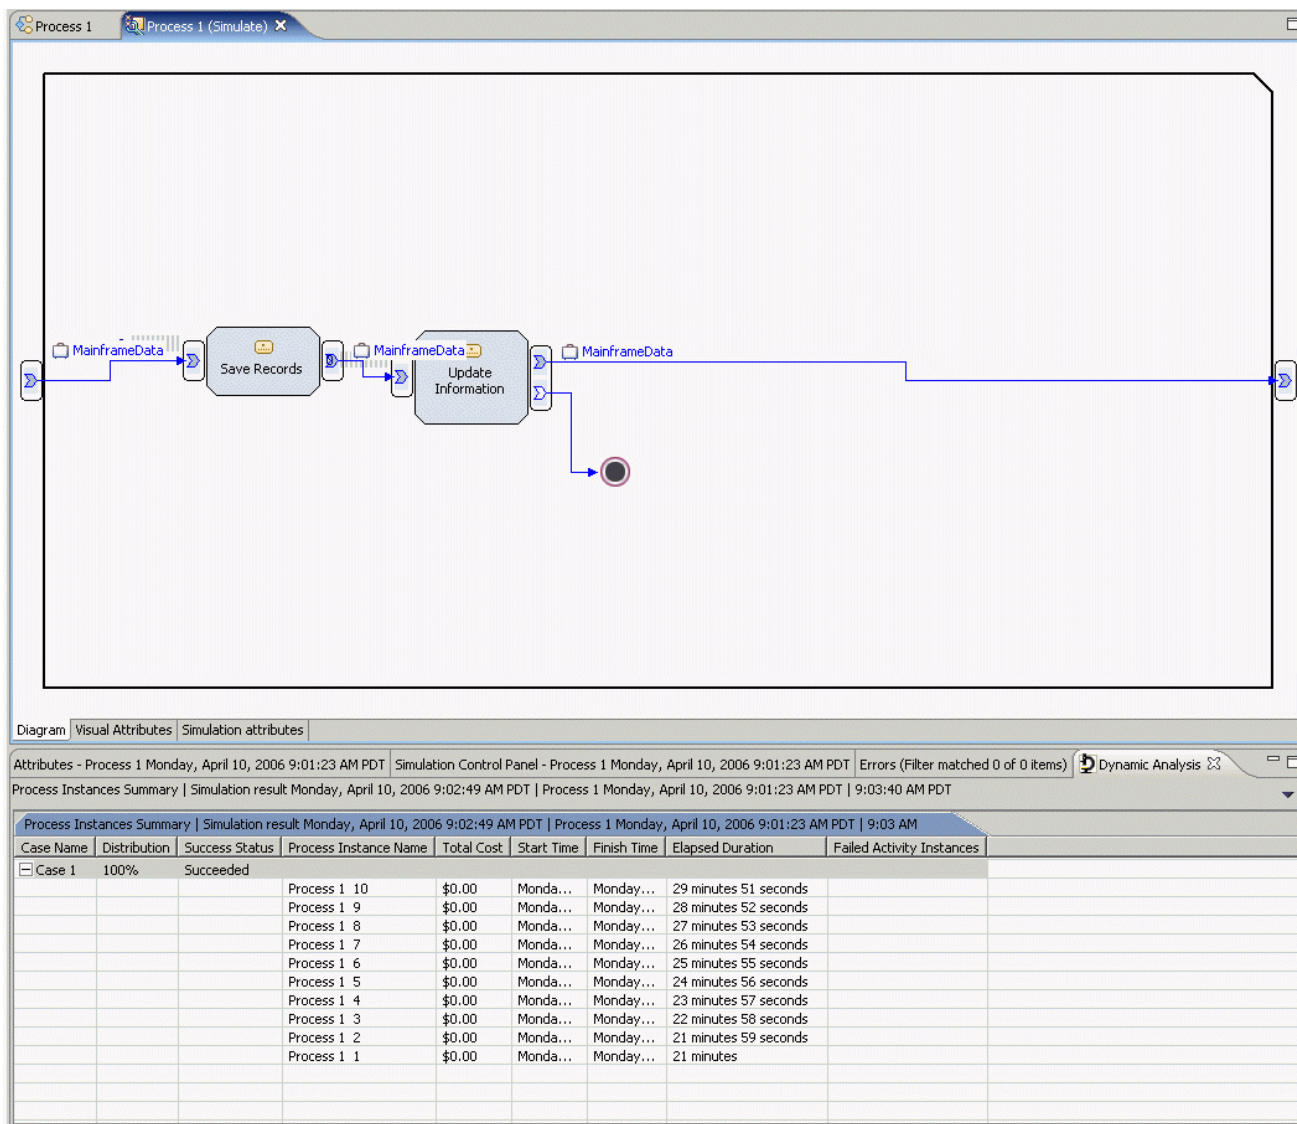 Process 1 Process 1 (Simulate)
MainframeData
Save Records
MainframeData
Update
Information
MainframeData
Diagram Visual Attributes Simulation attributes
Attributes - Process 1 Monday, April 10, 2006 9:01:23 AM PDT Simulation Control Panel - Process 1 Monday, April 10, 2006 9:01:23 AM PDT Errors (Filter matched 0 of 0 items) Dynamic Analysis
Process Instances Summary | Simulation result Monday, April 10, 2006 9:02:49 AM PDT | Process 1 Monday, April 10, 2006 9:01:23 AM PDT | 9:03:40 AM PDT
Process Instances Summary | Simulation result Monday, April 10, 2006 9:02:49 AM PDT | Process 1 Monday, April 10, 2006 9:01:23 AM PDT | 9:03 AM
Case Name Distribution Success Status Process Instance Name Total Cost Start Time Finish Time Elapsed Duration Failed Activity Instances
Case 1 100% Succeeded
Process 1 10 $0.00 Monda... Monday... 29 minutes 51 seconds
Process 1 9 $0.00 Monda... Monday... 28 minutes 52 seconds
Process 1 8 $0.00 Monda... Monday... 27 minutes 53 seconds
Process 1 7 $0.00 Monda... Monday... 26 minutes 54 seconds
Process 1 6 $0.00 Monda... Monday... 25 minutes 55 seconds
Process 1 5 $0.00 Monda... Monday... 24 minutes 56 seconds
Process 1 4 $0.00 Monda... Monday... 23 minutes 57 seconds
Process 1 3 $0.00 Monda... Monday... 22 minutes 58 seconds
Process 1 2 $0.00 Monda... Monday... 21 minutes 59 seconds
Process 1 1 $0.00 Monda... Monday... 21 minutes